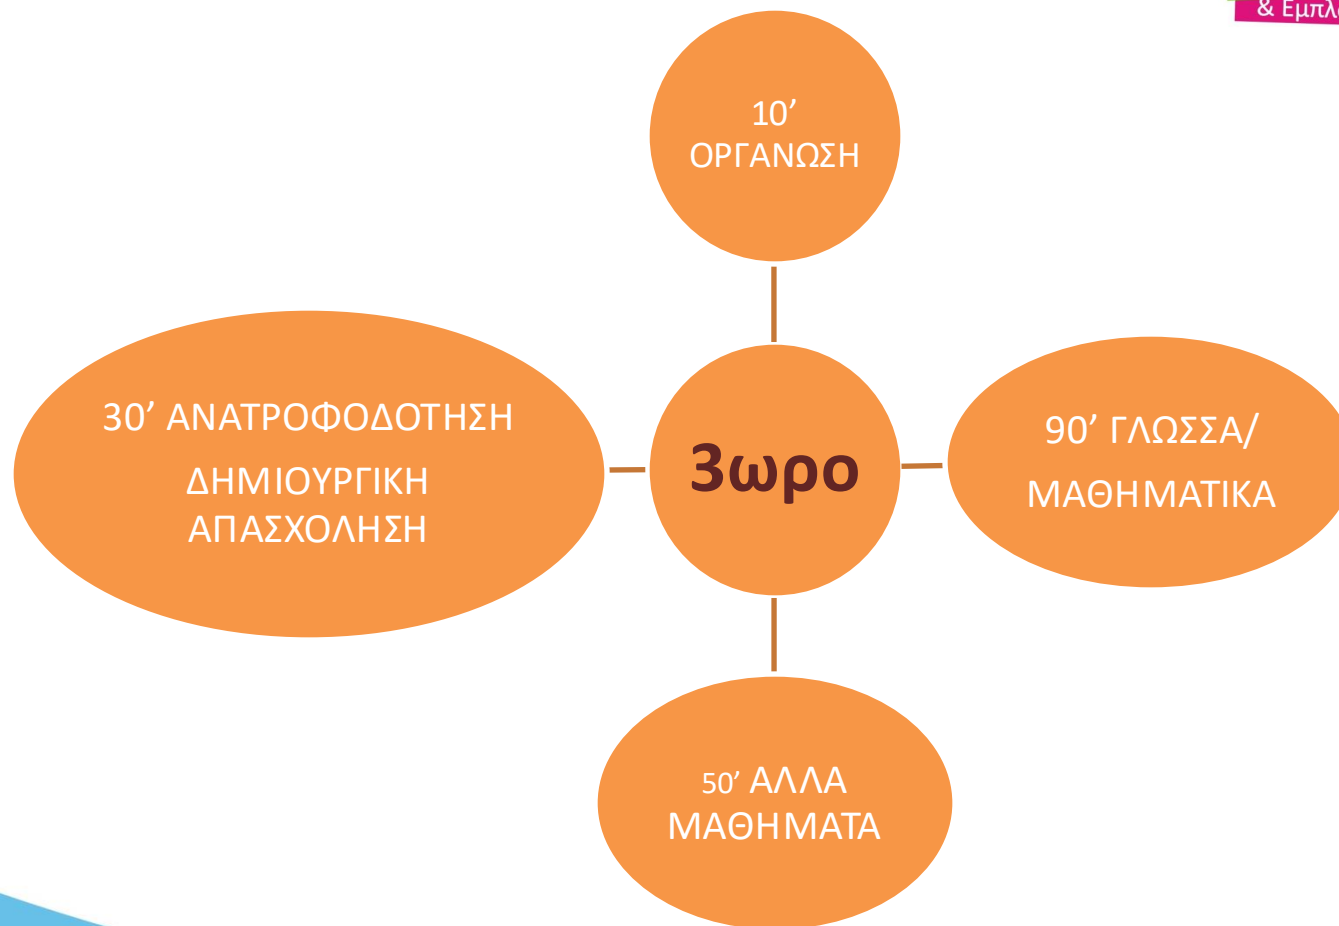 & Εμπλ
10’
ΟΡΓΑΝΩΣΗ
30’ ΑΝΑΤΡΟΦΟΔΟΤΗΣΗ
ΔΗΜΙΟΥΡΓΙΚΗ
ΑΠΑΣΧΟΛΗΣΗ
3ωρο
90’ ΓΛΩΣΣΑ/
ΜΑΘΗΜΑΤΙΚΑ
50’ ΑΛΛΑ
ΜΑΘΗΜΑΤΑ